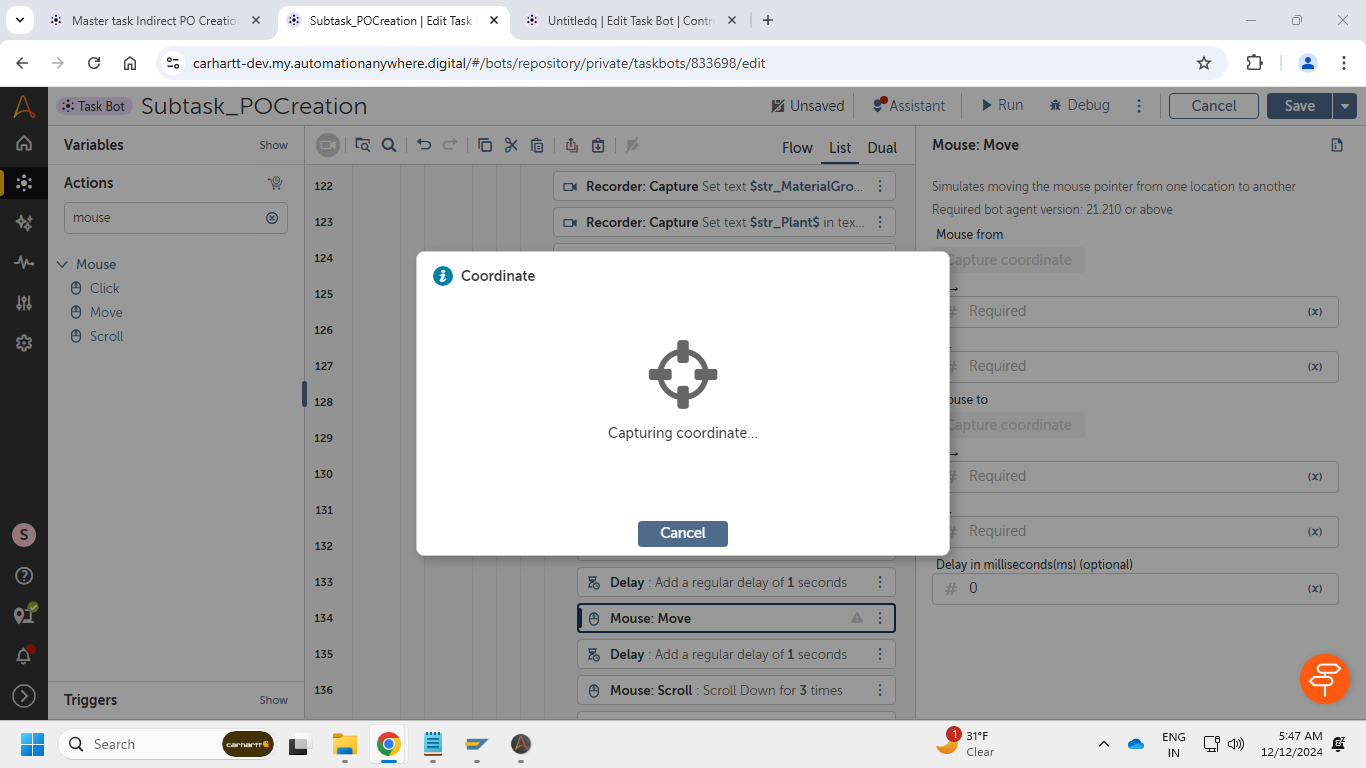 Master task Indirect PO Creatio
Subtask_POCreation | Edit Task
Untitledq | Edit Task Bot | Contr
carhartt-dev.my.automationanywhere.digital/#/bots/repository/private/taskbots/833698/edit
Task Bot
Subtask_POCreation
Unsaved
Assistant
Run
Debug
Cancel
Save
Variables
Show
Flow
List
Dual
Mouse: Move
Actions
mouse
Mouse
Click
Move
Scroll
122 Recorder: Capture Set text $str_MaterialGro...
123 Recorder: Capture Set text $str_Plant$ in tex...
124
125
126
127
128
129
130
131
132
133 Delay : Add a regular delay of 1 seconds
134 Mouse: Move
135 Delay : Add a regular delay of 1 seconds
136 Mouse: Scroll : Scroll Down for 3 times
Simulates moving the mouse pointer from one location to another
Required bot agent version: 21.210 or above
Mouse from
Capture coordinate
# Required (x)
Required (x)
ouse to
Capture coordinate
# Required (x)
Required (x)
Delay in milliseconds(ms) (optional)
# 0 (x)
Coordinate
Capturing coordinate...
Cancel
S
Triggers
Show
Search
carhartt
1
31°F
Clear
ENG
IN
5:47 AM
12/12/2024